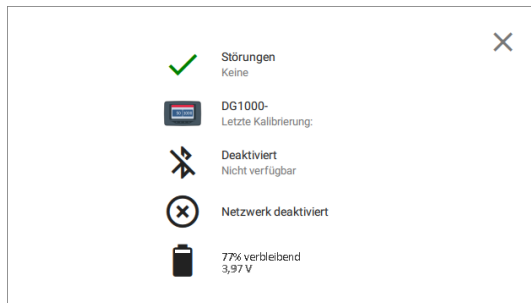 Störungen
Keine
DG1000-
Letzte Kalibrierung:
Deaktiviert
Nicht verfügbar
Netzwerk deaktiviert
77% verbleibend
3,97 V